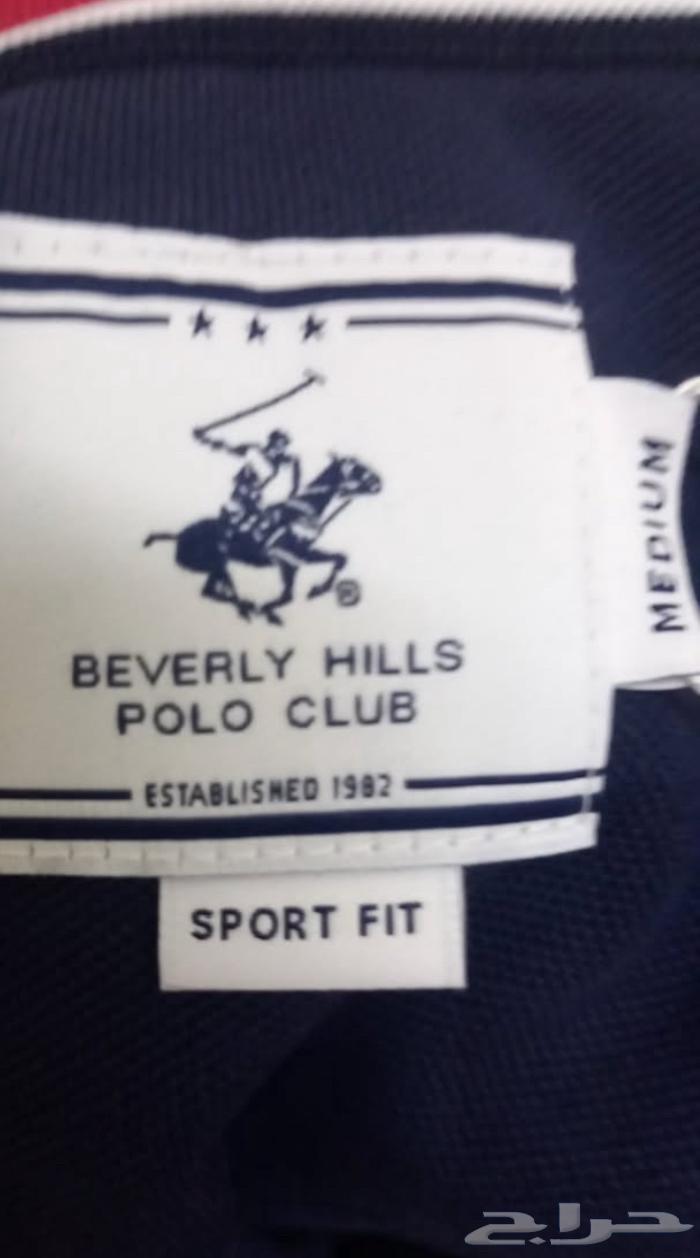 BEVERLY HILLS
POLO CLUB
ESTABLISHED 1982
SPORT FIT
MEDIUM
حراج